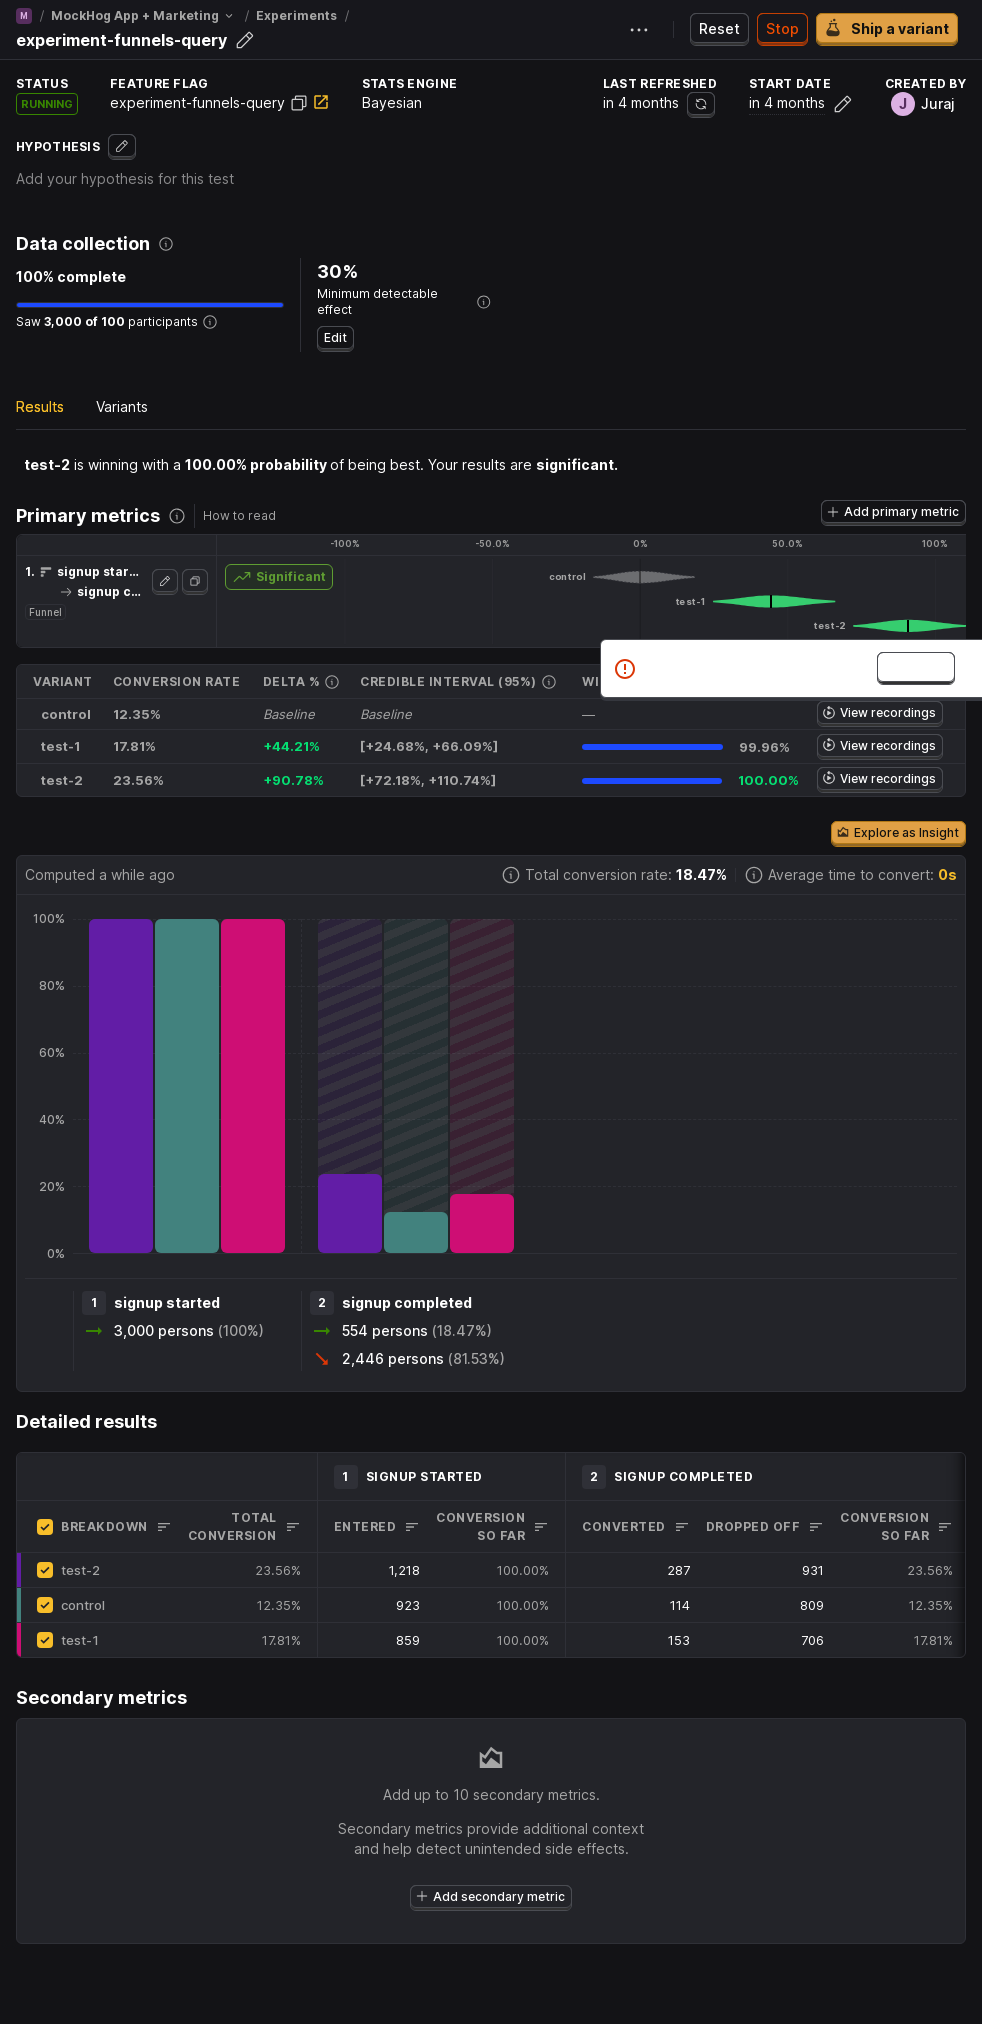 M / MockHog App + Marketing / Experiments /
experiment-funnels-query
Reset
Stop
Ship a variant
STATUS
RUNNING
FEATURE FLAG
experiment-funnels-query
STATS ENGINE
Bayesian
LAST REFRESHED
in 4 months
START DATE
in 4 months
CREATED BY
J Juraj
HYPOTHESIS
Add your hypothesis for this test
Data collection
100% complete
Saw 3,000 of 100 participants
30%
Minimum detectable
effect
Edit
Results
Variants
test-2 is winning with a 100.00% probability of being best. Your results are significant.
Primary metrics
How to read
Add primary metric
-100% -50.0% 0% 50.0% 100%
1. signup star...
signup c...
Funnel
Significant
control
test-1
test-2
VARIANT CONVERSION RATE DELTA % CREDIBLE INTERVAL (95%) WI
control 12.35% Baseline Baseline — View recordings
test-1 17.81% +44.21% [+24.68%, +66.09%] 99.96% View recordings
test-2 23.56% +90.78% [+72.18%, +110.74%] 100.00% View recordings
Explore as Insight
Computed a while ago
Total conversion rate: 18.47%
Average time to convert: 0s
100%
80%
60%
40%
20%
0%
1 signup started
3,000 persons (100%)
2 signup completed
554 persons (18.47%)
2,446 persons (81.53%)
Detailed results
1 SIGNUP STARTED
2 SIGNUP COMPLETED
BREAKDOWN
TOTAL
CONVERSION
ENTERED
CONVERSION
SO FAR
CONVERTED
DROPPED OFF
CONVERSION
SO FAR
test-2 23.56% 1,218 100.00% 287 931 23.56%
control 12.35% 923 100.00% 114 809 12.35%
test-1 17.81% 859 100.00% 153 706 17.81%
Secondary metrics
Add up to 10 secondary metrics.
Secondary metrics provide additional context
and help detect unintended side effects.
Add secondary metric